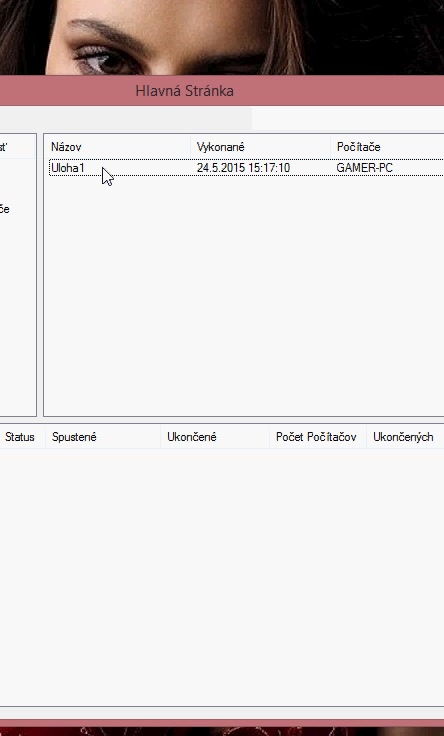 Hlavná Stránka
sť
Názov Vykonané Počítače
Uloha1 24.5.2015 15:17:10 GAMER-PC
če
Status Spustené Ukončené Počet Počítačov Ukončených